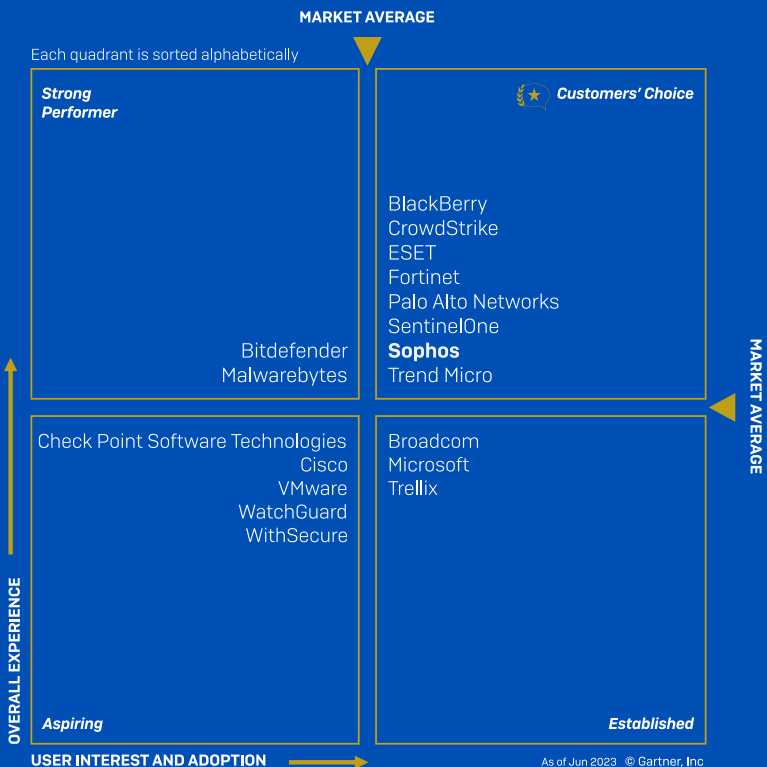 MARKET AVERAGE
Each quadrant is sorted alphabetically
Strong
Performer
Customers' Choice
BlackBerry
CrowdStrike
ESET
Fortinet
Palo Alto Networks
SentinelOne
Sophos
Trend Micro
Bitdefender
Malwarebytes
MARKET AVERAGE
Check Point Software Technologies
Cisco
VMware
WatchGuard
WithSecure
Broadcom
Microsoft
Trellix
OVERALL EXPERIENCE
Aspiring
Established
USER INTEREST AND ADOPTION
As of Jun 2023 © Gartner, Inc